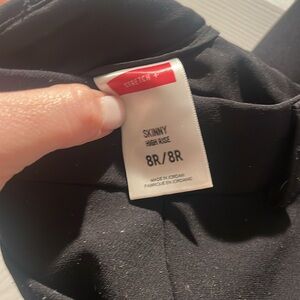 STRETCH +
SKINNY
HIGH RISE
8R/8R
MADE IN JORDAN
FABRIQUÉ EN JORDANIE